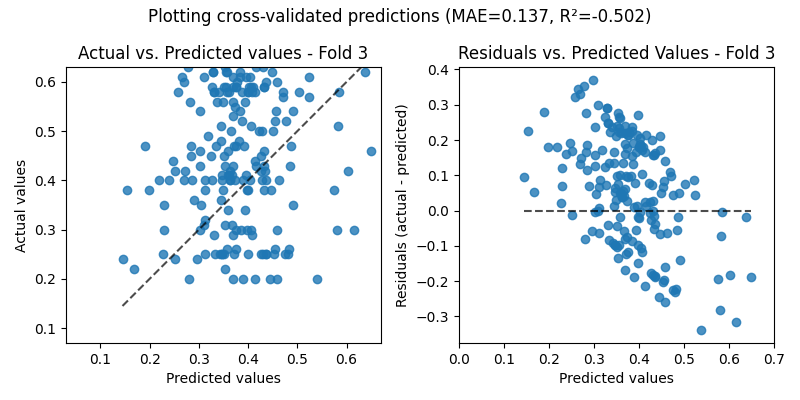 Plotting cross-validated predictions (MAE=0.137, R²=-0.502)
Actual vs. Predicted values - Fold 3
Actual values
0.6
0.5
0.4
0.3
0.2
0.1
0.1 0.2 0.3 0.4 0.5 0.6
Predicted values
Residuals vs. Predicted Values - Fold 3
Residuals (actual - predicted)
0.4
0.3
0.2
0.1
0.0
−0.1
−0.2
−0.3
0.0 0.1 0.2 0.3 0.4 0.5 0.6 0.7
Predicted values